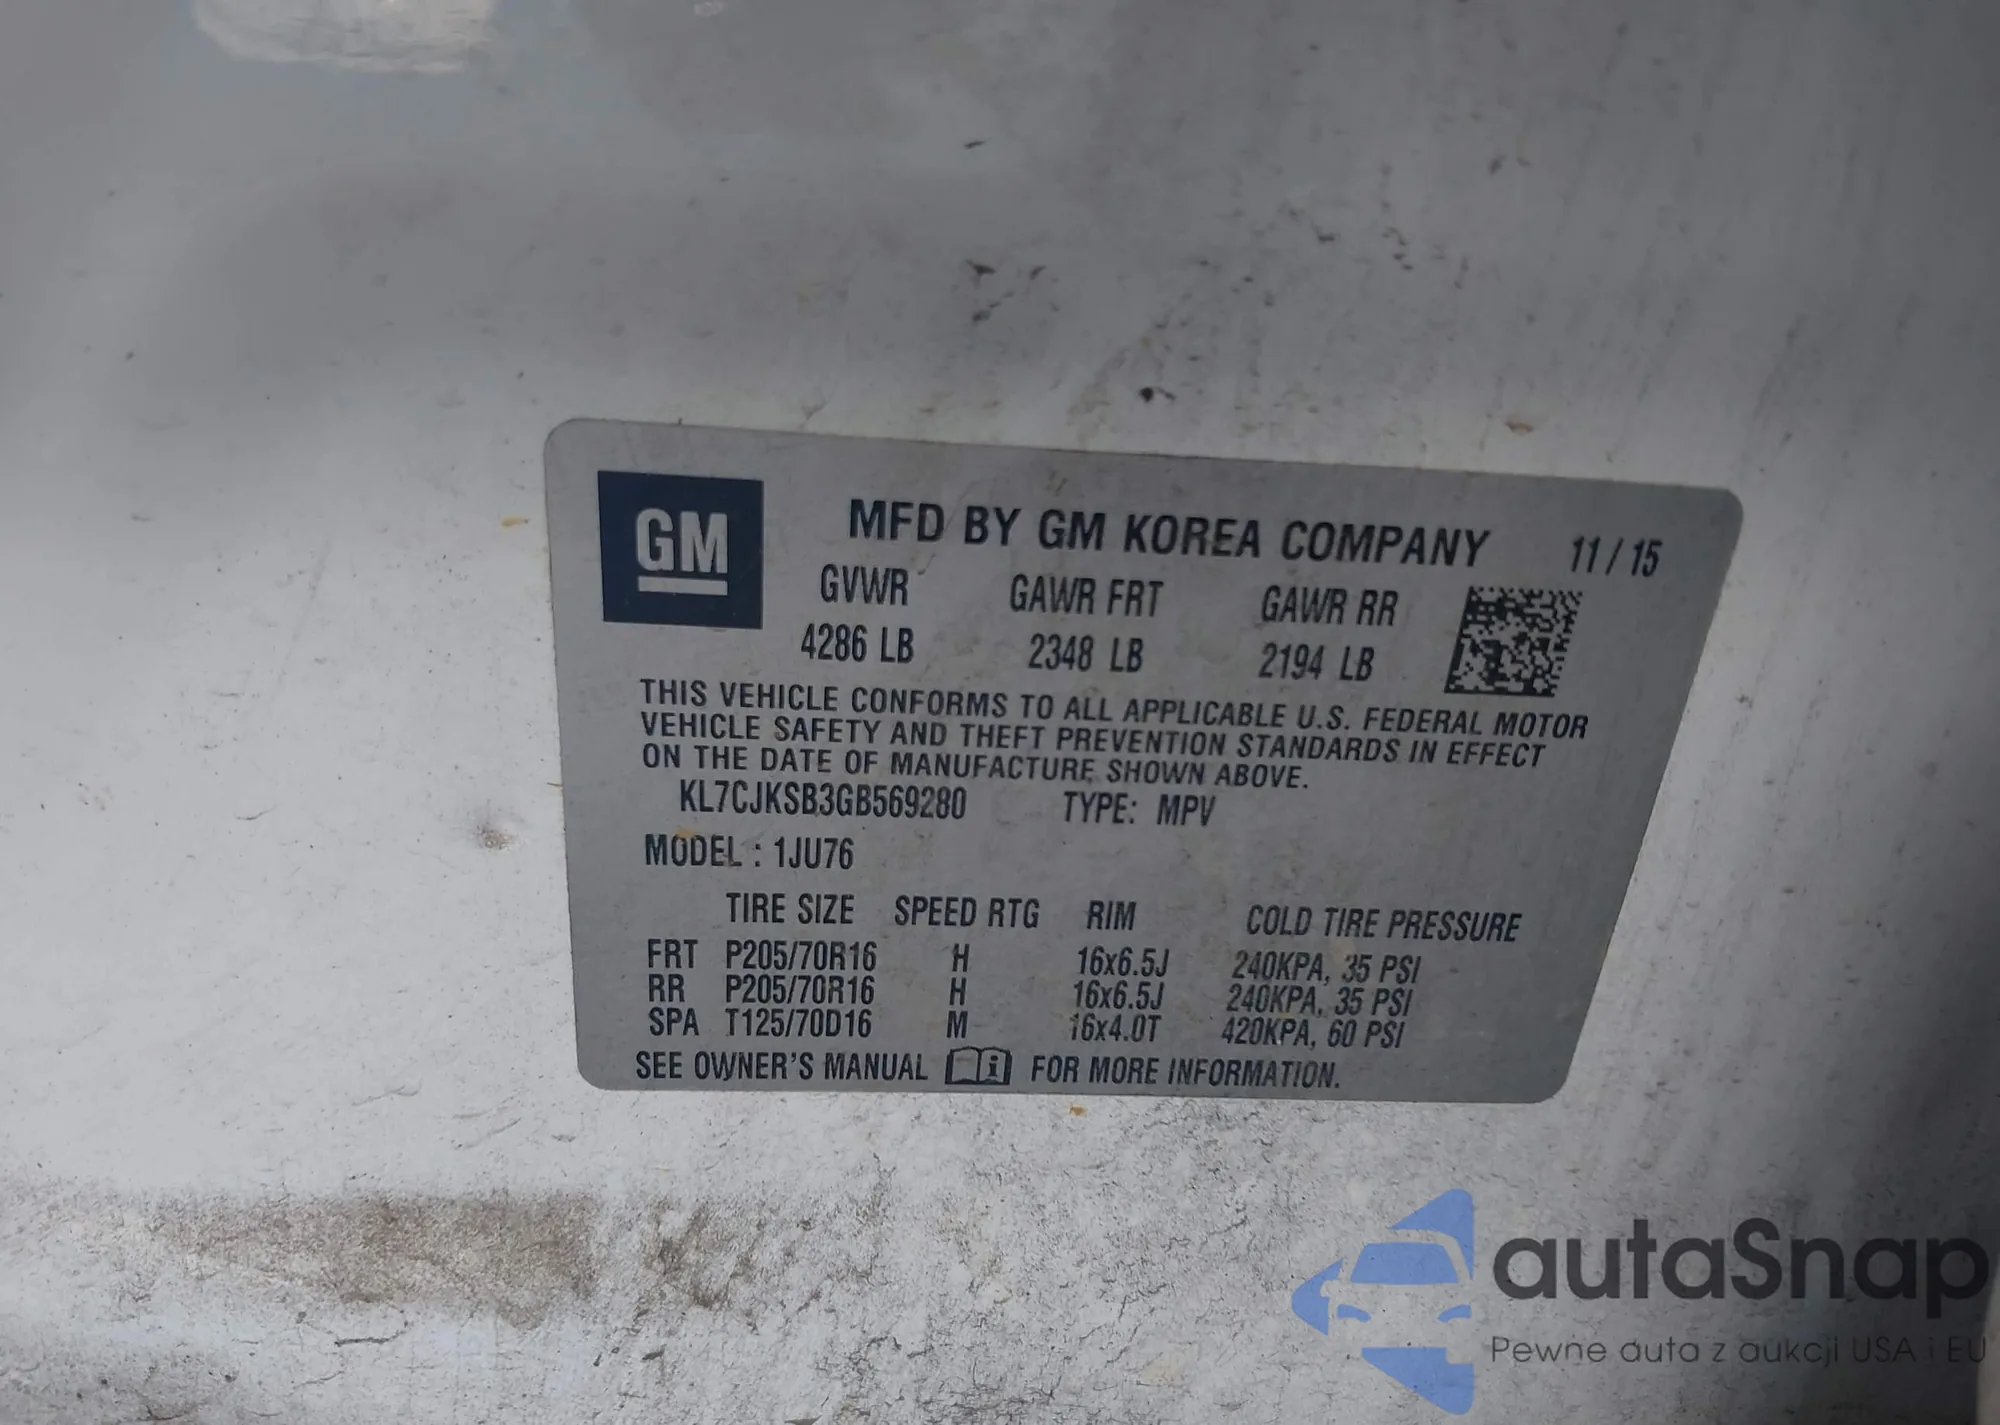 GM
MFD BY GM KOREA COMPANY 11/15
GVWR GAWR FRT GAWR RR
4286 LB 2348 LB 2194 LB
THIS VEHICLE CONFORMS TO ALL APPLICABLE U.S. FEDERAL MOTOR
VEHICLE SAFETY AND THEFT PREVENTION STANDARDS IN EFFECT
ON THE DATE OF MANUFACTURE SHOWN ABOVE.
KL7CJKSB3GB569280 TYPE: MPV
MODEL : 1JU76
TIRE SIZE SPEED RTG RIM COLD TIRE PRESSURE
FRT P205/70R16 H 16x6.5J 240KPA, 35 PSI
RR P205/70R16 H 16x6.5J 240KPA, 35 PSI
SPA T125/70D16 M 16x4.0T 420KPA, 60 PSI
SEE OWNER'S MANUAL i FOR MORE INFORMATION.
autaSnap
Pewne auta z aukcji USA i EU